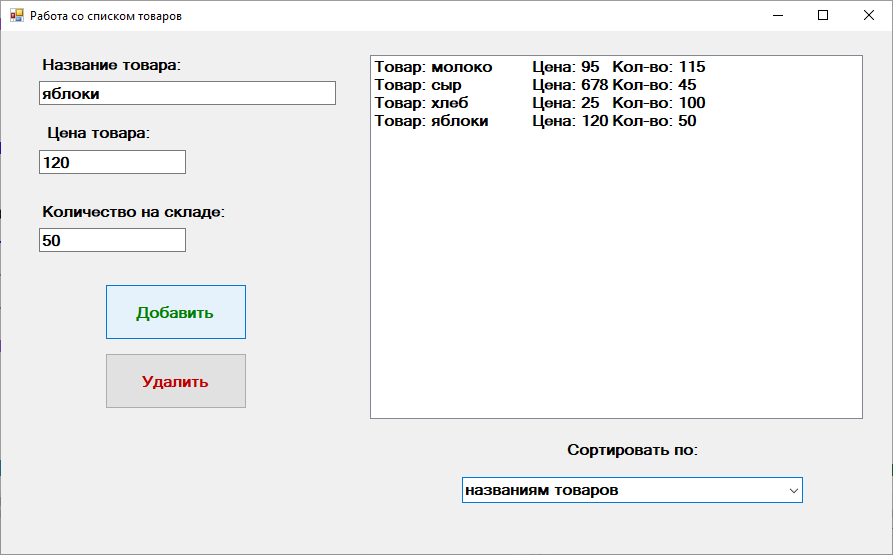 Работа со списком товаров
Название товара:
яблоки
Цена товара:
120
Количество на складе:
50
Добавить
Удалить
Товар: молоко Цена: 95 Кол-во: 115
Товар: сыр Цена: 678 Кол-во: 45
Товар: хлеб Цена: 25 Кол-во: 100
Товар: яблоки Цена: 120 Кол-во: 50
Сортировать по:
названиям товаров